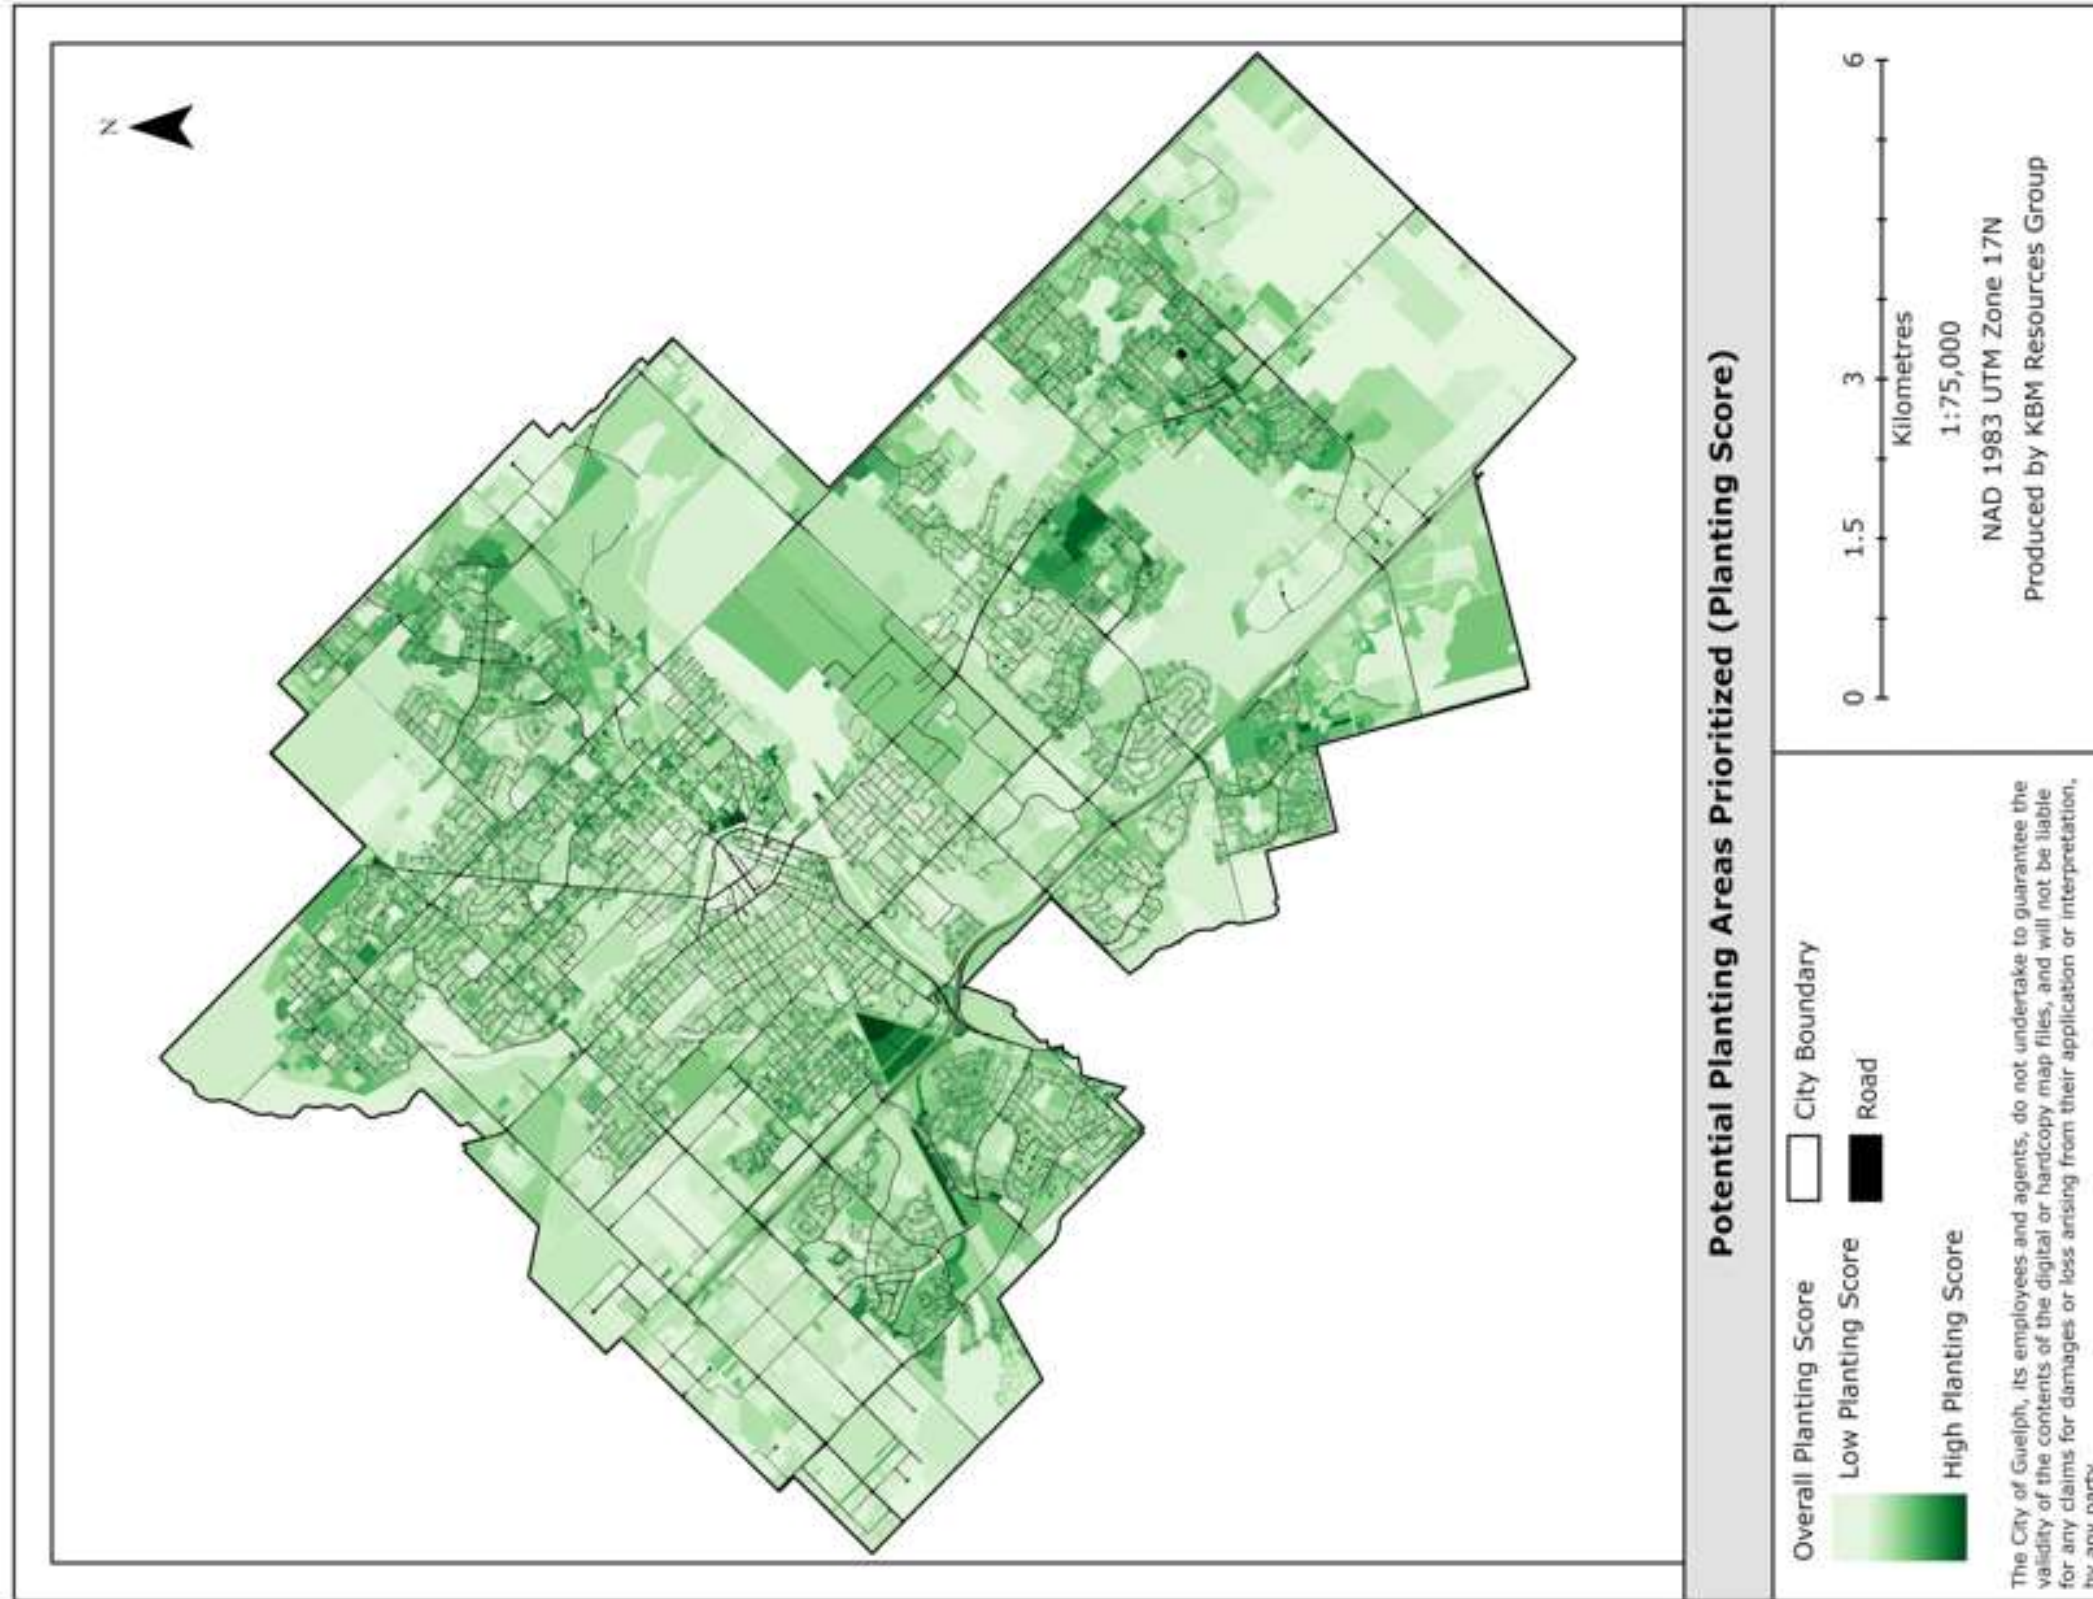 N
Potential Planting Areas Prioritized (Planting Score)
Overall Planting Score
Low Planting Score
High Planting Score
City Boundary
Road
The City of Guelph, its employees and agents, do not undertake to guarantee the
validity of the contents of the digital or hardcopy map files, and will not be liable
for any claims for damages or loss arising from their application or interpretation,
by any party
0 1.5 3 6
Kilometres
1:75,000
NAD 1983 UTM Zone 17N
Produced by KBM Resources Group